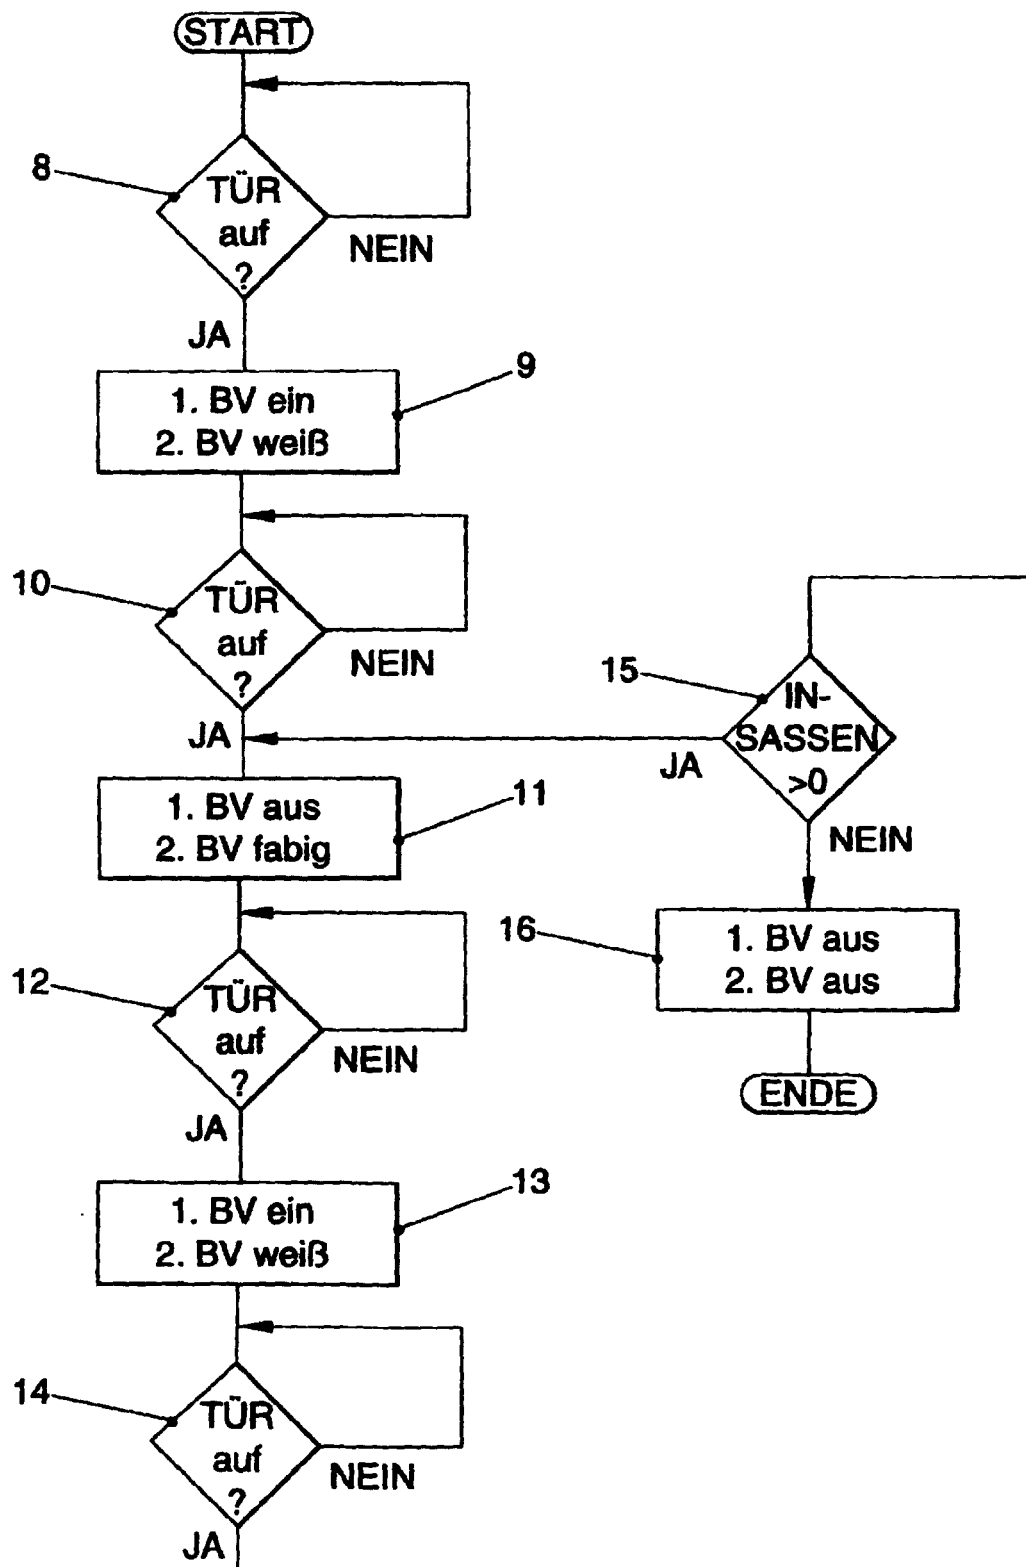 START
8
TÜR
auf
?
NEIN
JA
9
1. BV ein
2. BV weiß
10
TÜR
auf
?
NEIN
JA
15
IN-
SASSEN
>0
JA
NEIN
11
1. BV aus
2. BV fabig
16
1. BV aus
2. BV aus
12
TÜR
auf
?
NEIN
JA
ENDE
13
1. BV ein
2. BV weiß
14
TÜR
auf
?
NEIN
JA